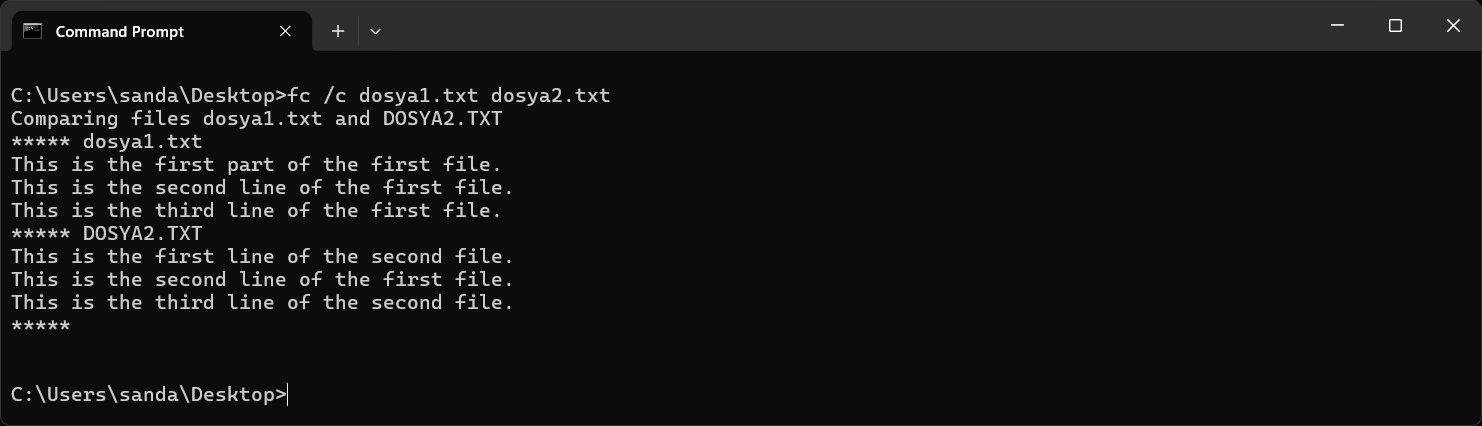 Command Prompt
C:\Users\sanda\Desktop>fc /c dosya1.txt dosya2.txt
Comparing files dosya1.txt and DOSYA2.TXT
***** dosya1.txt
This is the first part of the first file.
This is the second line of the first file.
This is the third line of the first file.
***** DOSYA2.TXT
This is the first line of the second file.
This is the second line of the first file.
This is the third line of the second file.
*****
C:\Users\sanda\Desktop>